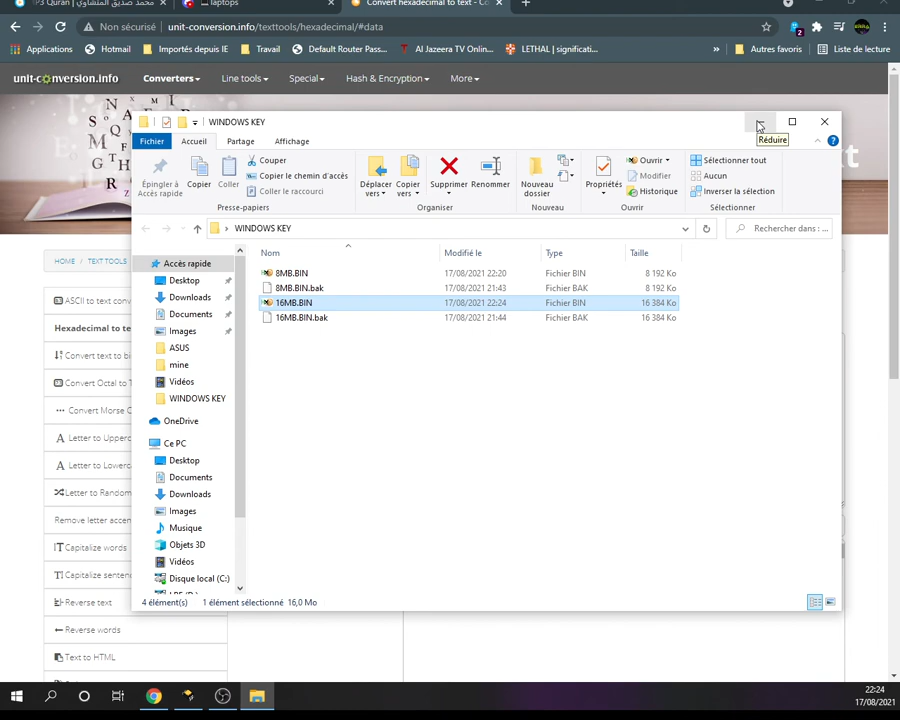 MP3 Quran | محمد صديق المنشاوي
laptops
Convert hexadecimal to text - Co
Non sécurisé | unit-conversion.info/texttools/hexadecimal/#data
2
Applications Hotmail Importés depuis IE Travail Default Router Pass... Al Jazeera TV Onlin... LETHAL | significati... » Autres favoris Liste de lecture
unit-conversion.info Converters Line tools Special Hash & Encryption More
WINDOWS KEY
Réduire
Fichier Accueil Partage Affichage
Épingler à Accès rapide
Copier
Coller
Couper
Copier le chemin d'accès
Coller le raccourci
Déplacer vers
Copier vers
Supprimer
Renommer
Nouveau dossier
Propriétés
Ouvrir
Modifier
Historique
Sélectionner tout
Aucun
Inverser la sélection
Presse-papiers Organiser Nouveau Ouvrir Sélectionner
WINDOWS KEY
Rechercher dans : ...
Nom Modifié le Type Taille
8MB.BIN 17/08/2021 22:20 Fichier BIN 8 192 Ko
8MB.BIN.bak 17/08/2021 21:43 Fichier BAK 8 192 Ko
16MB.BIN 17/08/2021 22:24 Fichier BIN 16 384 Ko
16MB.BIN.bak 17/08/2021 21:44 Fichier BAK 16 384 Ko
Accès rapide
Desktop
Downloads
Documents
Images
ASUS
mine
Vidéos
WINDOWS KEY
OneDrive
Ce PC
Desktop
Documents
Downloads
Images
Musique
Objets 3D
Vidéos
Disque local (C:)
4 élément(s) 1 élément sélectionné 16,0 Mo
HOME / TEXT TOOLS
ASCII to text conv
Hexadecimal to te
Convert text to bi
Convert Octal to T
Convert Morse C
Letter to Upperc
Letter to Lowerc
Letter to Random
Remove letter accen
Capitalize words
Capitalize senten
Reverse text
Reverse words
Text to HTML
22:24
17/08/2021